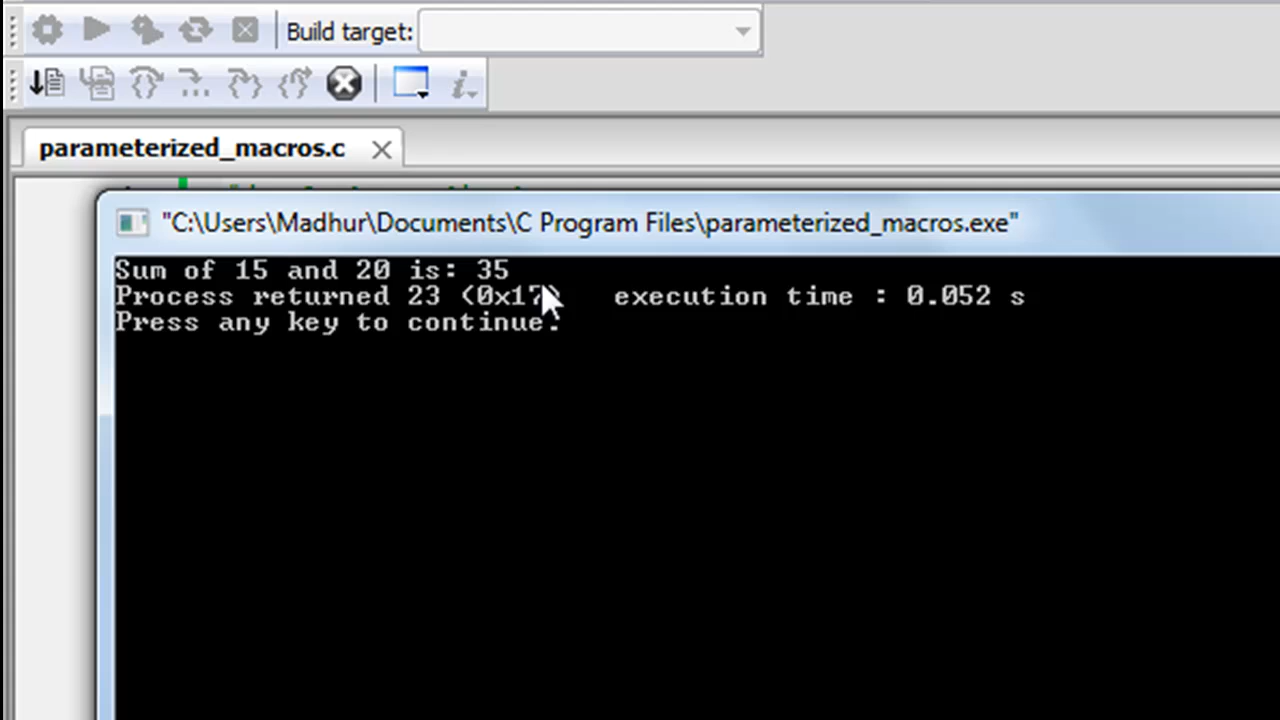 Build target:
parameterized_macros.c
"C:\Users\Madhur\Documents\C Program Files\parameterized_macros.exe"
Sum of 15 and 20 is: 35
Process returned 23 (0x17)   execution time : 0.052 s
Press any key to continue.